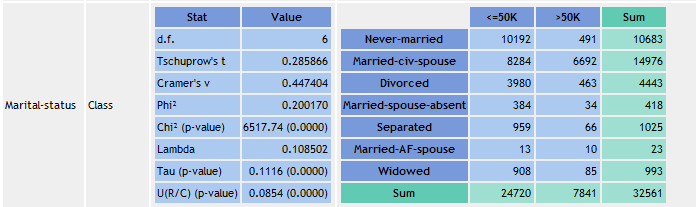 Stat Value <=50K >50K Sum
d.f. 6 Never-married 10192 491 10683
Tschuprow's t 0.285866 Married-civ-spouse 8284 6692 14976
Cramer's v 0.447404 Divorced 3980 463 4443
Marital-status Class Phi² 0.200170 Married-spouse-absent 384 34 418
Chi² (p-value) 6517.74 (0.0000) Separated 959 66 1025
Lambda 0.108502 Married-AF-spouse 13 10 23
Tau (p-value) 0.1116 (0.0000) Widowed 908 85 993
U(R/C) (p-value) 0.0854 (0.0000) Sum 24720 7841 32561